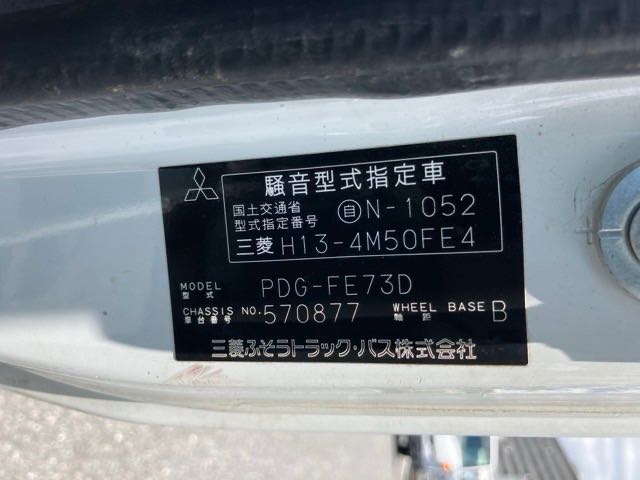 騒音型式指定車
国土交通省
型式指定番号 自N-1052
三菱 H13-4M50FE4
MODEL
型式 PDG-FE73D
CHASSIS NO.
車台番号 570877 WHEEL BASE
軸距 B
三菱ふそうトラック・バス株式会社